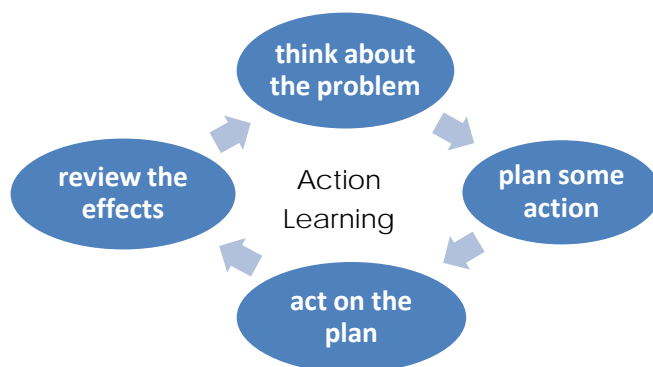 think about
the problem
plan some
action
act on the
plan
review the
effects
Action
Learning